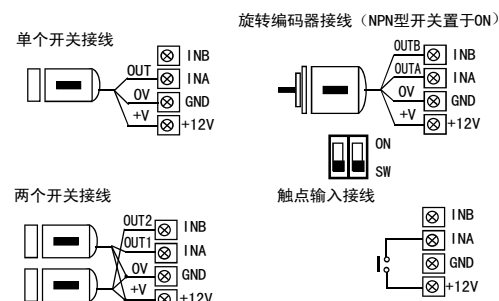 单个开关接线
INB
OUT INA
0V GND
+V +12V
旋转编码器接线（NPN型开关置于ON）
OUTB INB
OUTA INA
0V GND
+V +12V
ON
SW
两个开关接线
OUT2 INB
OUT1 INA
0V GND
+V +12V
触点输入接线
INB
INA
GND
+12V